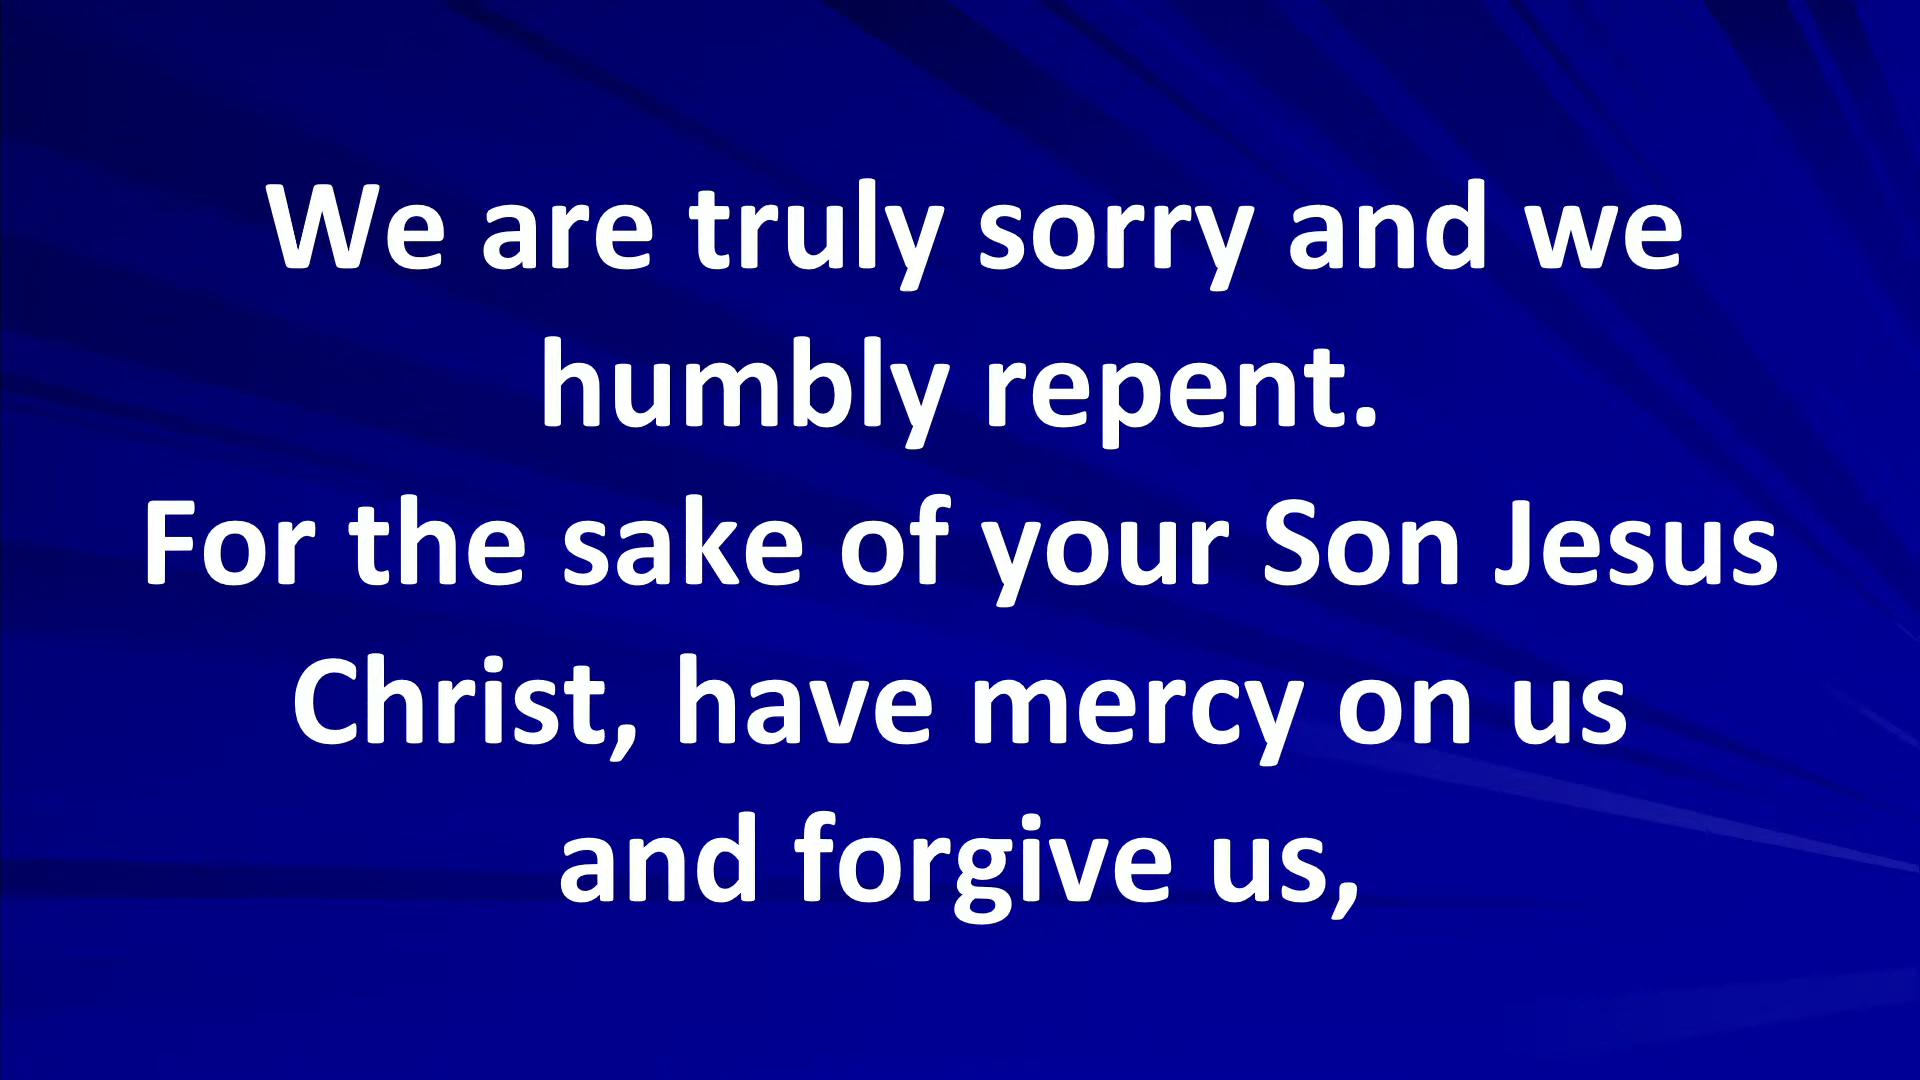 We are truly sorry and we
humbly repent.
For the sake of your Son Jesus
Christ, have mercy on us
and forgive us,